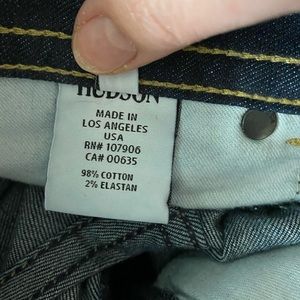 HUDSON
MADE IN
LOS ANGELES
USA
RN# 107906
CA# 00635
98% COTTON
2% ELASTAN